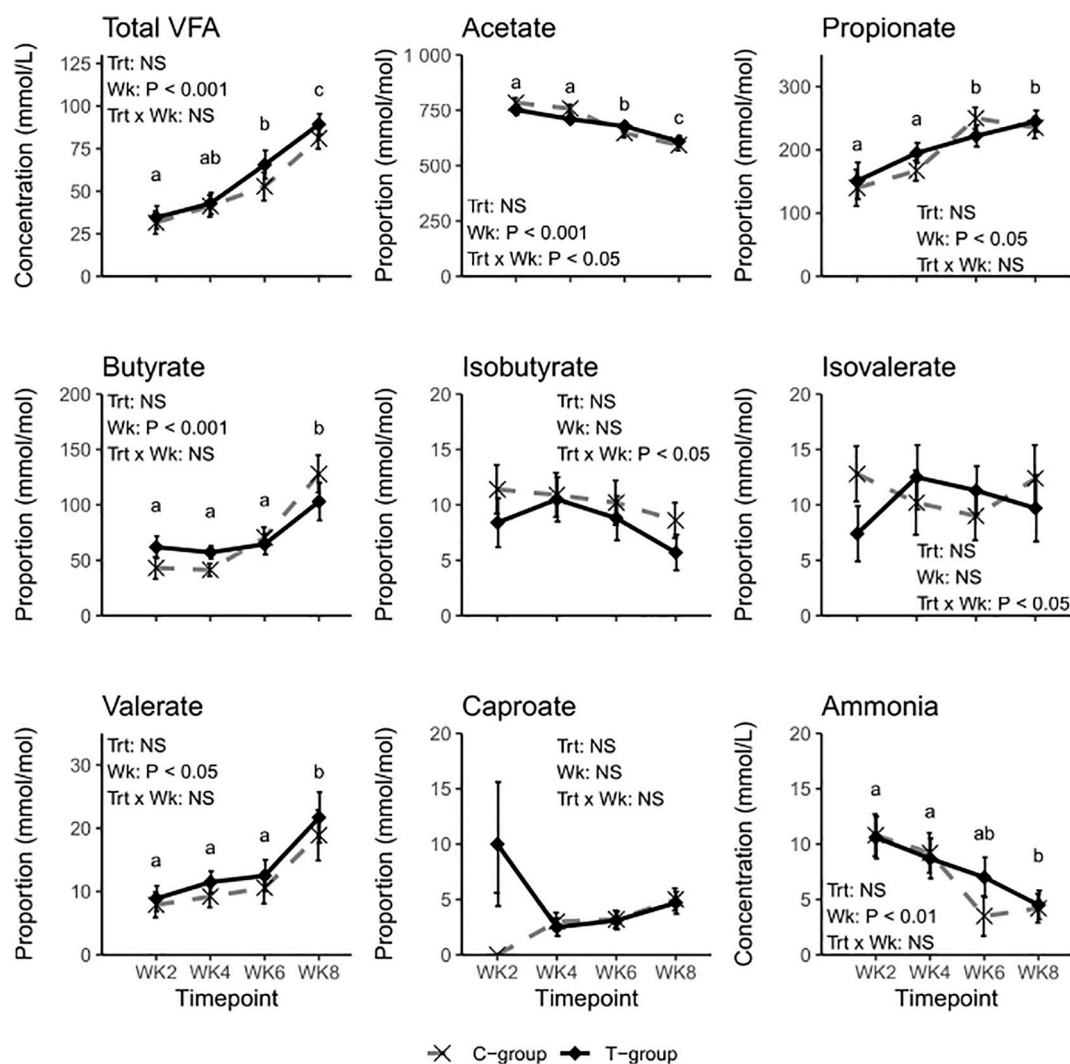 Total VFA
Concentration (mmol/L)
125
100
75
50
25
0
Trt: NS
Wk: P < 0.001
Trt x Wk: NS
a
ab
b
c
Acetate
Proportion (mmol/mol)
1 000
750
500
250
0
a
a
b
c
Trt: NS
Wk: P < 0.001
Trt x Wk: P < 0.05
Propionate
Proportion (mmol/mol)
300
200
100
0
a
a
b
b
Trt: NS
Wk: P < 0.05
Trt x Wk: NS
Butyrate
Proportion (mmol/mol)
200
150
100
50
0
Trt: NS
Wk: P < 0.001
Trt x Wk: NS
a
a
a
b
Isobutyrate
Proportion (mmol/mol)
20
15
10
5
0
Trt: NS
Wk: NS
Trt x Wk: P < 0.05
Isovalerate
Proportion (mmol/mol)
20
15
10
5
0
Trt: NS
Wk: NS
Trt x Wk: P < 0.05
Valerate
Proportion (mmol/mol)
30
20
10
0
Trt: NS
Wk: P < 0.05
Trt x Wk: NS
a
a
a
b
WK2 WK4 WK6 WK8
Timepoint
Caproate
Proportion (mmol/mol)
20
15
10
5
0
Trt: NS
Wk: NS
Trt x Wk: NS
WK2 WK4 WK6 WK8
Timepoint
Ammonia
Concentration (mmol/L)
20
15
10
5
0
a
a
ab
b
Trt: NS
Wk: P < 0.01
Trt x Wk: NS
WK2 WK4 WK6 WK8
Timepoint
C−group T−group